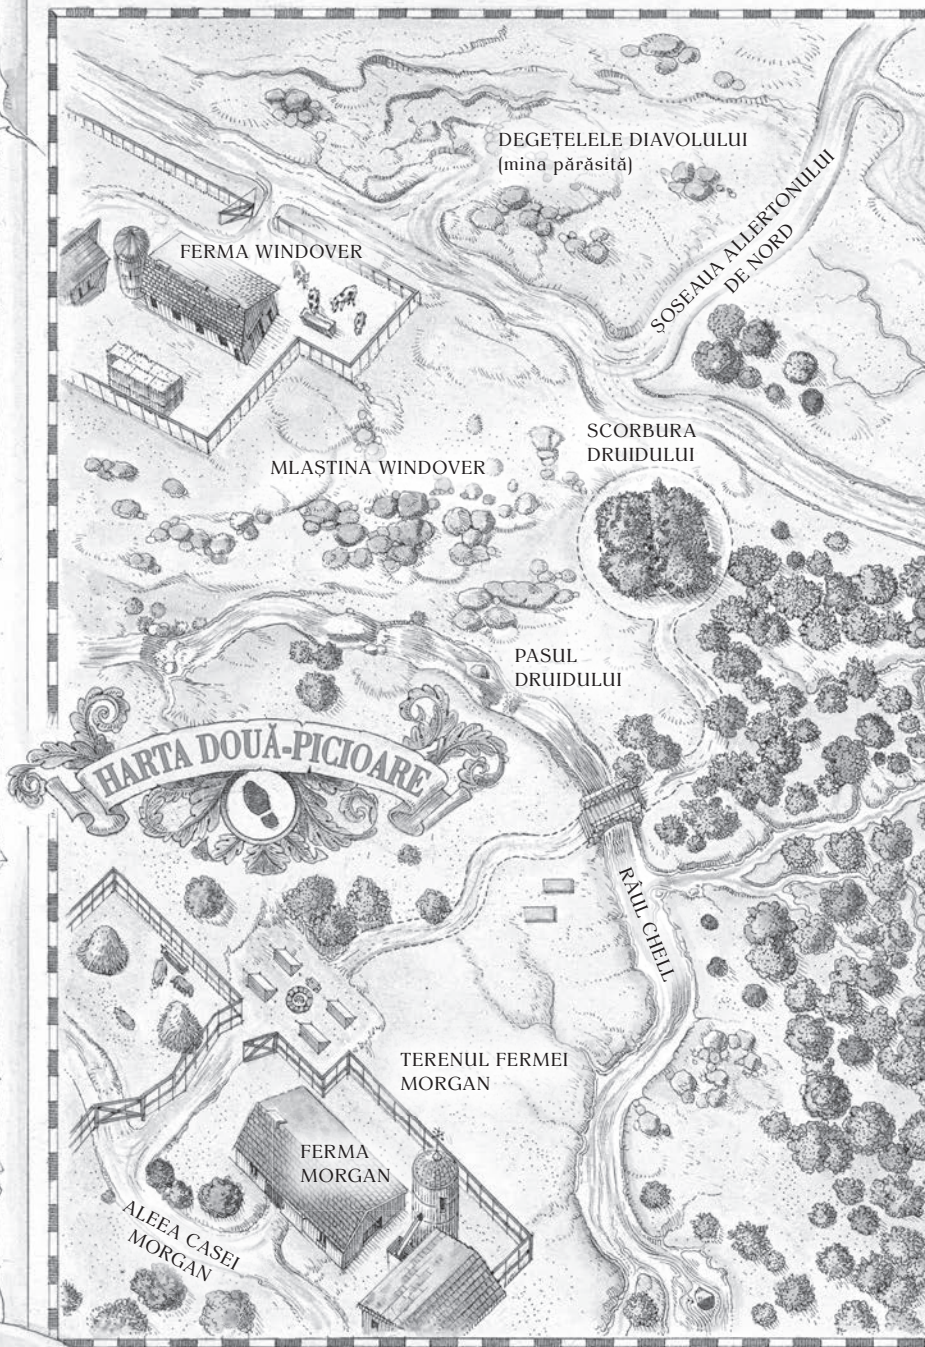 DEGEȚELELE DIAVOLULUI
(mina părăsită)
ȘOSEAUA ALLERTONULUI
DE NORD
FERMA WINDOVER
SCORBURA
DRUIDULUI
MLAȘTINA WINDOVER
PASUL
DRUIDULUI
HARTA DOUĂ-PICIOARE
RÂUL CHELL
TERENUL FERMEI
MORGAN
FERMA
MORGAN
ALEEA CASEI
MORGAN